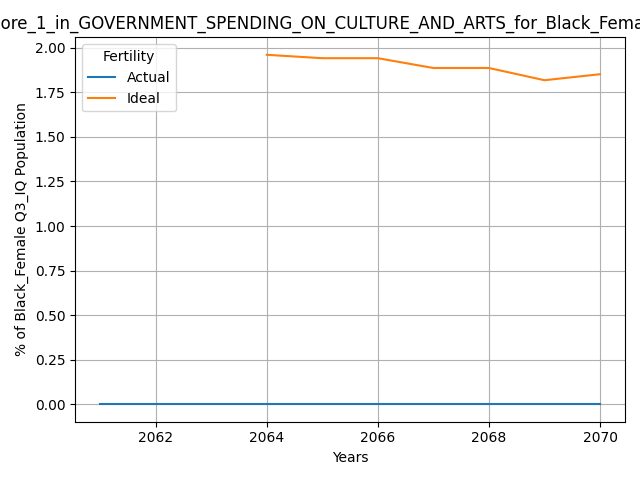 ore_1_in_GOVERNMENT_SPENDING_ON_CULTURE_AND_ARTS_for_Black_Fema
2.00
1.75
1.50
1.25
1.00
0.75
0.50
0.25
0.00
% of Black_Female Q3_IQ Population
Fertility
Actual
Ideal
2062 2064 2066 2068 2070
Years